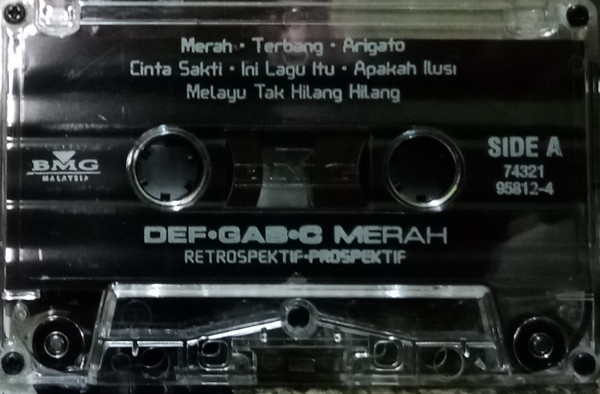 Merah • Terbang • Arigato
Cinta Sakti • Ini Lagu Itu • Apakah Ilusi
Melayu Tak Hilang Hilang
BMG
MALAYSIA
SIDE A
74321
95812-4
DEF•GAB•C MERAH
RETROSPEKTIF-PROSPEKTIF